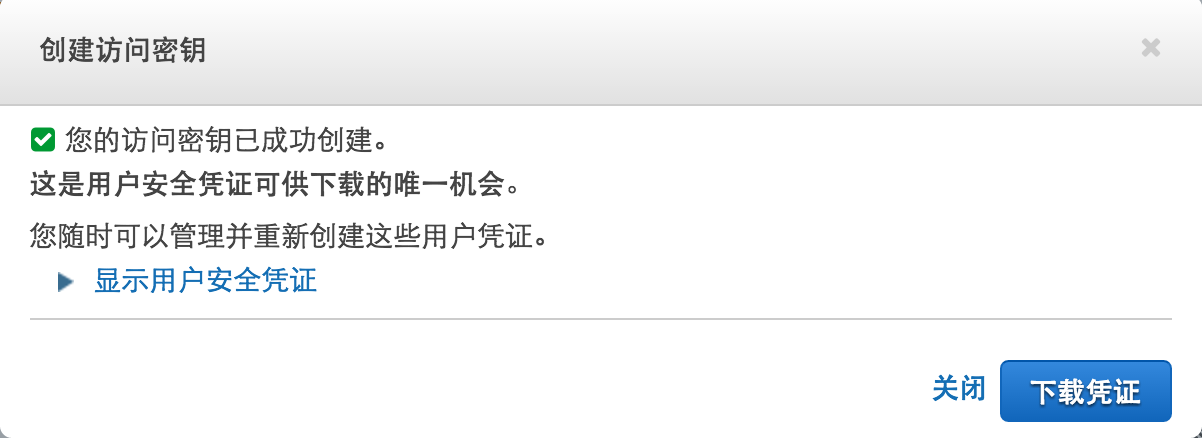 创建访问密钥
您的访问密钥已成功创建。
这是用户安全凭证可供下载的唯一机会。
您随时可以管理并重新创建这些用户凭证。
显示用户安全凭证
关闭
下载凭证